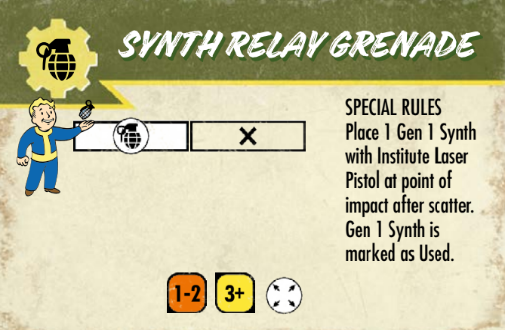 SYNTH RELAY GRENADE
SPECIAL RULES
Place 1 Gen 1 Synth
with Institute Laser
Pistol at point of
impact after scatter.
Gen 1 Synth is
marked as Used.
1-2 3+